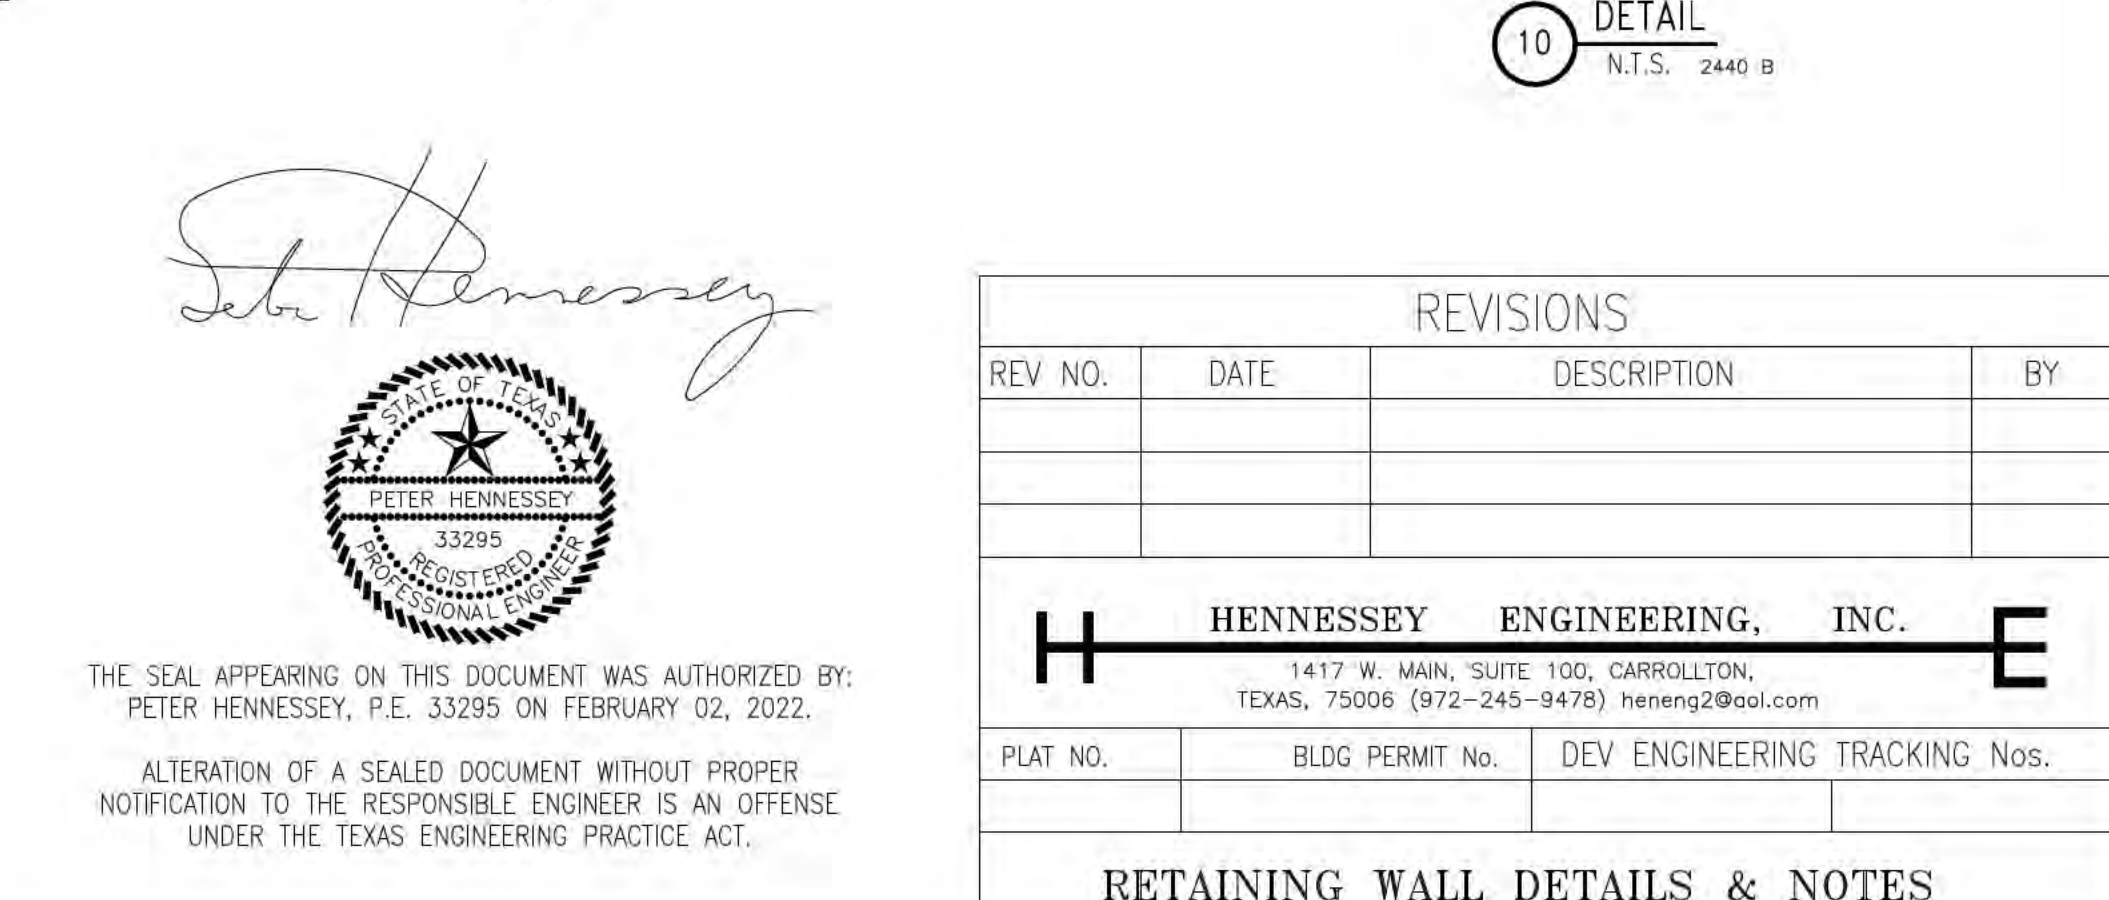 10
DETAIL
N.T.S. 2440 B
Hennessey
STATE OF TEXAS
PETER HENNESSEY
33295
REGISTERED
PROFESSIONAL ENGINEER
THE SEAL APPEARING ON THIS DOCUMENT WAS AUTHORIZED BY:
PETER HENNESSEY, P.E. 33295 ON FEBRUARY 02, 2022.
ALTERATION OF A SEALED DOCUMENT WITHOUT PROPER
NOTIFICATION TO THE RESPONSIBLE ENGINEER IS AN OFFENSE
UNDER THE TEXAS ENGINEERING PRACTICE ACT.
REVISIONS
REV NO. DATE DESCRIPTION BY
H HENNESSEY ENGINEERING, INC. E
1417 W. MAIN, SUITE 100, CARROLLTON,
TEXAS, 75006 (972-245-9478) heneng2@aol.com
PLAT NO. BLDG PERMIT No. DEV ENGINEERING TRACKING Nos.
RETAINING WALL DETAILS & NOTES